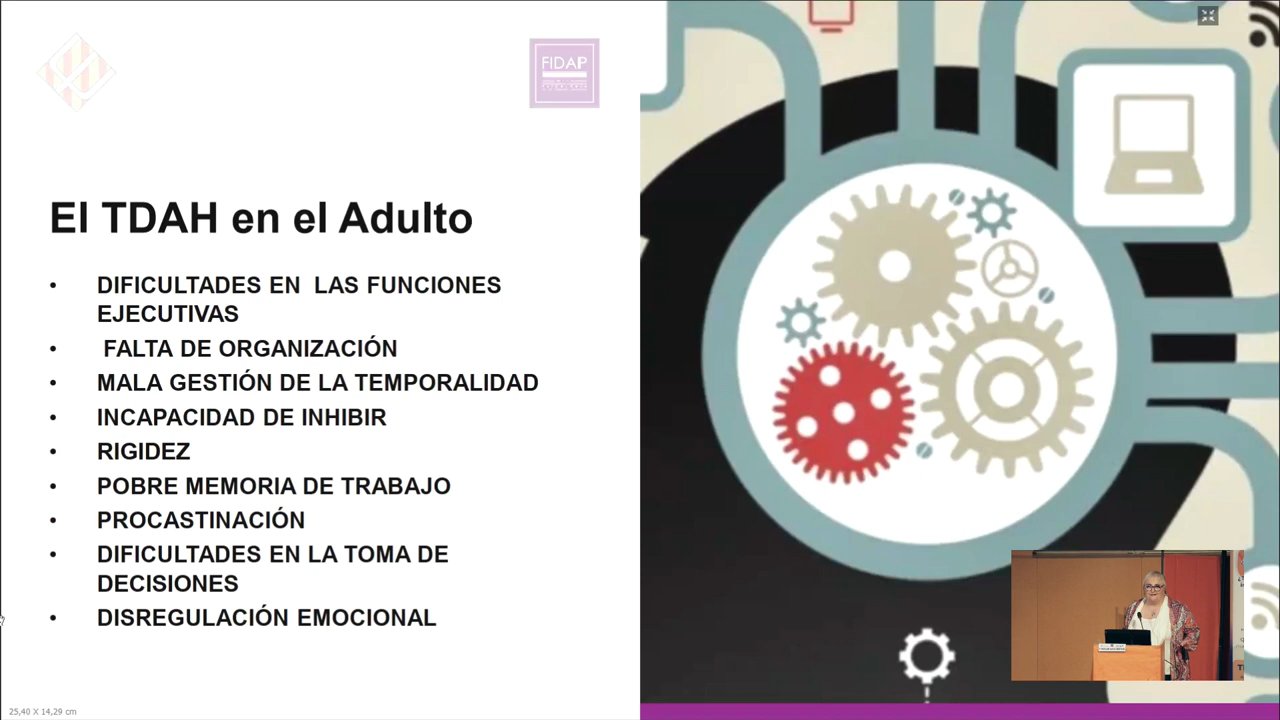 FIDAP
El TDAH en el Adulto
• DIFICULTADES EN LAS FUNCIONES
EJECUTIVAS
• FALTA DE ORGANIZACIÓN
• MALA GESTIÓN DE LA TEMPORALIDAD
• INCAPACIDAD DE INHIBIR
• RIGIDEZ
• POBRE MEMORIA DE TRABAJO
• PROCASTINACIÓN
• DIFICULTADES EN LA TOMA DE
DECISIONES
• DISREGULACIÓN EMOCIONAL
25,40 X 14,29 cm